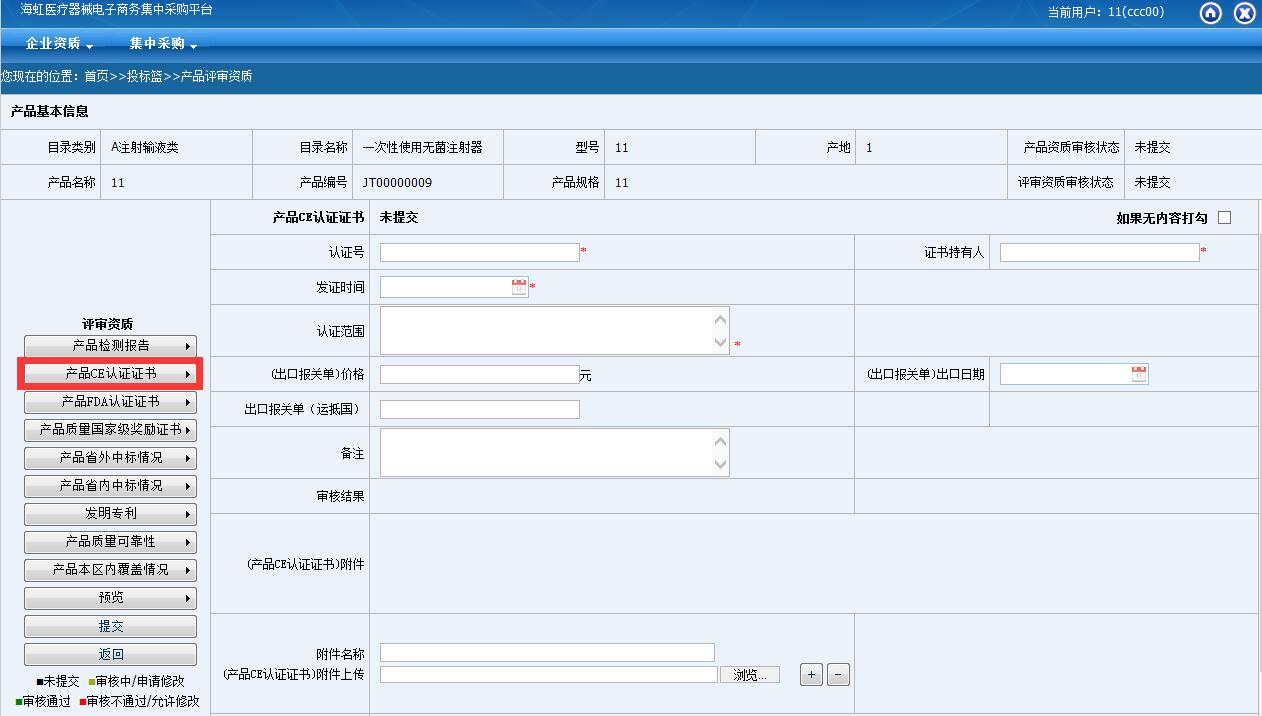 海虹医疗器械电子商务集中采购平台 当前用户：11(ccc00)
企业资质 集中采购
您现在的位置：首页>>投标篮>>产品评审资质
产品基本信息
目录类别 A注射输液类 目录名称 一次性使用无菌注射器 型号 11 产地 1 产品资质审核状态 未提交
产品名称 11 产品编号 JT00000009 产品规格 11 评审资质审核状态 未提交
产品CE认证证书 未提交 如果无内容打勾
认证号 * 证书持有人 *
发证时间 *
认证范围 *
(出口报关单)价格 元 (出口报关单)出口日期
出口报关单（运抵国）
备注
审核结果
(产品CE认证证书)附件
附件名称
(产品CE认证证书)附件上传 浏览... + -
评审资质
产品检测报告
产品CE认证证书
产品FDA认证证书
产品质量国家级奖励证书
产品省外中标情况
产品省内中标情况
发明专利
产品质量可靠性
产品本区内覆盖情况
预览
提交
返回
■未提交 ■审核中/申请修改
■审核通过 ■审核不通过/允许修改